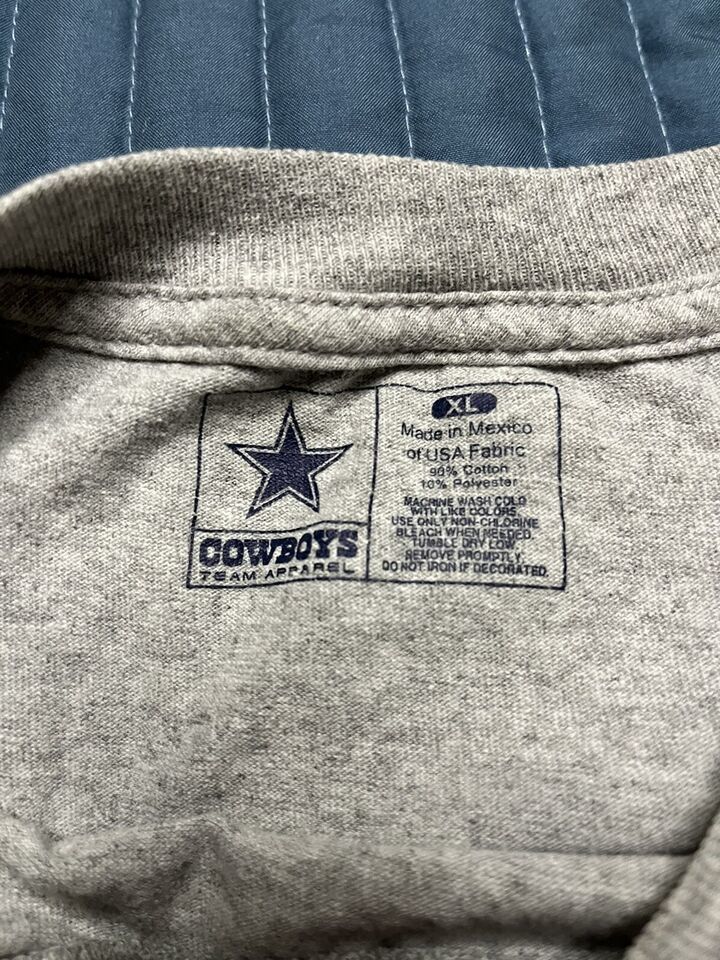 COWBOYS
TEAM APPAREL
XL
Made in Mexico
of USA Fabric
90% Cotton
10% Polyester
MACHINE WASH COLD
WITH LIKE COLORS.
USE ONLY NON-CHLORINE
BLEACH WHEN NEEDED.
TUMBLE DRY LOW.
REMOVE PROMPTLY.
DO NOT IRON IF DECORATED.